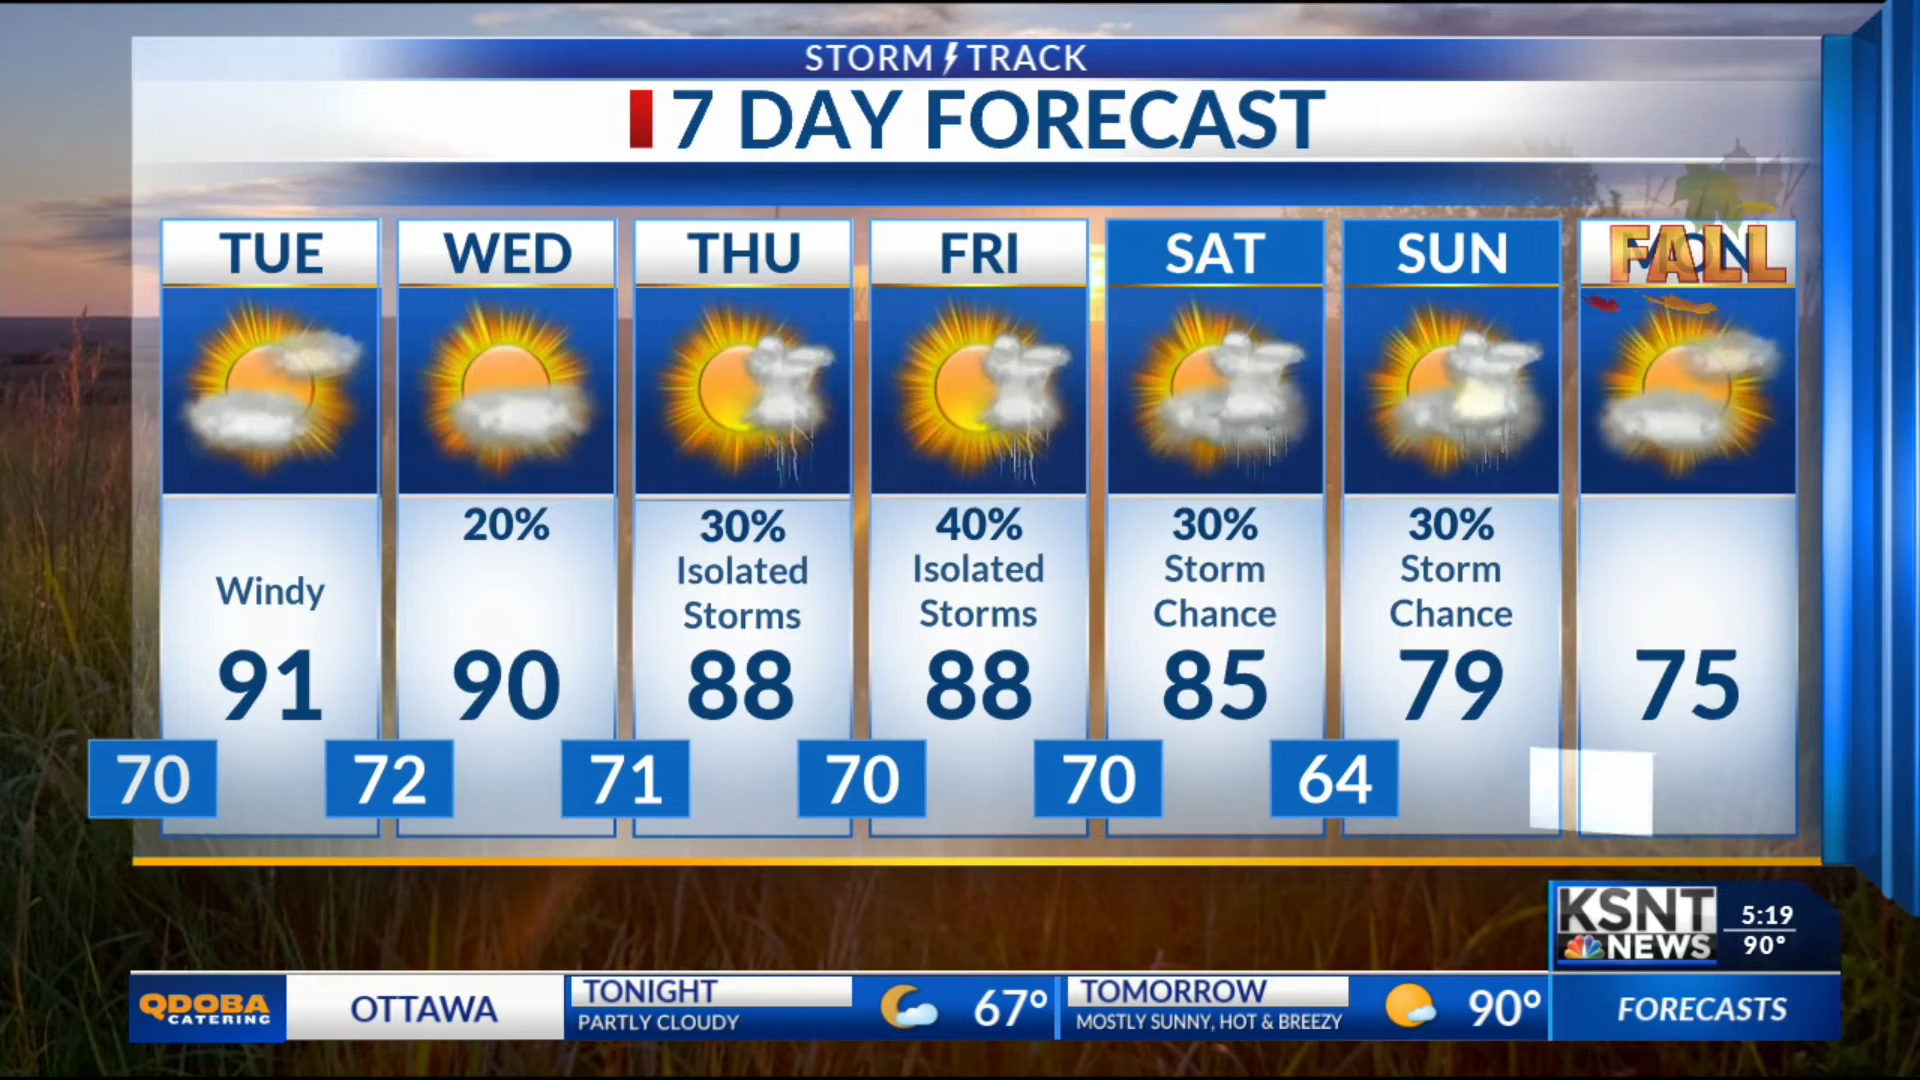 STORM TRACK
7 DAY FORECAST
TUE WED THU FRI SAT SUN MON
FALL
20% 30% 40% 30% 30%
Windy
Isolated Storms
Isolated Storms
Storm Chance
Storm Chance
91 90 88 88 85 79 75
70 72 71 70 70 64
KSNT NEWS
5:19
90°
QDOBA CATERING
OTTAWA
TONIGHT
PARTLY CLOUDY
67°
TOMORROW
MOSTLY SUNNY, HOT & BREEZY
90°
FORECASTS